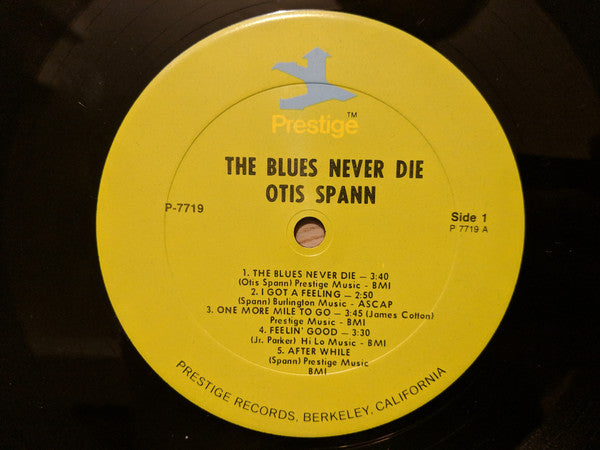 Prestige™
THE BLUES NEVER DIE
OTIS SPANN
P-7719
Side 1
P 7719 A
1. THE BLUES NEVER DIE — 3:40
(Otis Spann) Prestige Music - BMI
2. I GOT A FEELING — 2:50
(Spann) Burlington Music - ASCAP
3. ONE MORE MILE TO GO — 3:45 (James Cotton)
Prestige Music - BMI
4. FEELIN' GOOD — 3:30
(Jr. Parker) Hi Lo Music - BMI
5. AFTER WHILE
(Spann) Prestige Music
BMI
PRESTIGE RECORDS, BERKELEY, CALIFORNIA